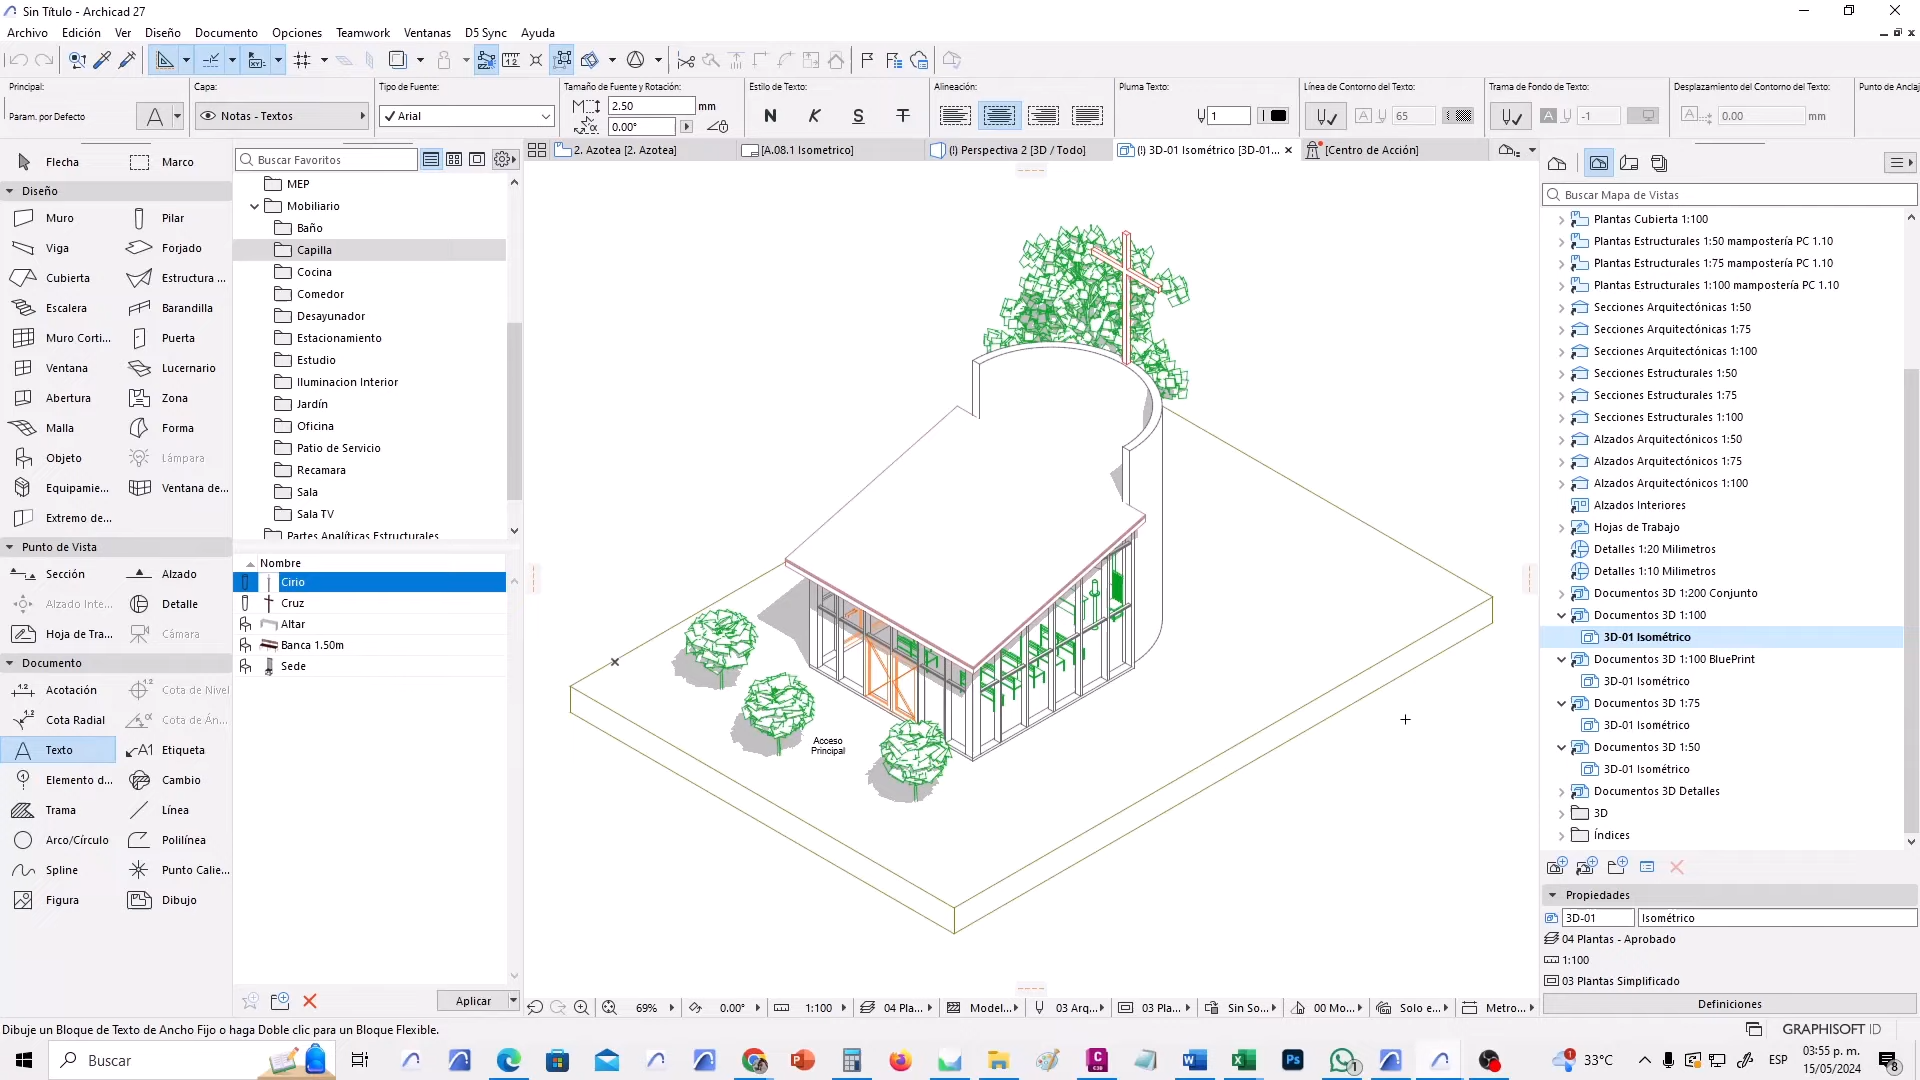 Sin Título - Archicad 27
Archivo Edición Ver Diseño Documento Opciones Teamwork Ventanas D5 Sync Ayuda
Principal: Capa: Tipo de Fuente: Tamaño de Fuente y Rotación: Estilo de Texto: Alineación: Pluma Texto: Línea de Contorno del Texto: Trama de Fondo de Texto: Desplazamiento del Contorno del Texto: Punto de Anclaj
Param. por Defecto Notas - Textos Arial 2.50 mm N K S T 1 65 -1 0.00 mm
0.00°
Flecha Marco
Buscar Favoritos
2. Azotea [2. Azotea] [A.08.1 Isometrico] (!) Perspectiva 2 [3D / Todo] (!) 3D-01 Isométrico [3D-01... [Centro de Acción]
Diseño
Muro Pilar
Viga Forjado
Cubierta Estructura ...
Escalera Barandilla
Muro Corti... Puerta
Ventana Lucernario
Abertura Zona
Malla Forma
Objeto Lámpara
Equipamie... Ventana de...
Extremo de...
Punto de Vista
Sección Alzado
Alzado Inte... Detalle
Hoja de Tra... Cámara
Documento
Acotación Cota de Nivel
Cota Radial Cota de Án...
Texto Etiqueta
Elemento d... Cambio
Trama Línea
Arco/Círculo Polilínea
Spline Punto Calie...
Figura Dibujo
MEP
Mobiliario
Baño
Capilla
Cocina
Comedor
Desayunador
Estacionamiento
Estudio
Iluminacion Interior
Jardín
Oficina
Patio de Servicio
Recamara
Sala
Sala TV
Partes Analíticas Estructurales
Nombre
Cirio
Cruz
Altar
Banca 1.50m
Sede
Aplicar
Acceso
Principal
Buscar Mapa de Vistas
Plantas Cubierta 1:100
Plantas Estructurales 1:50 mampostería PC 1.10
Plantas Estructurales 1:75 mampostería PC 1.10
Plantas Estructurales 1:100 mampostería PC 1.10
Secciones Arquitectónicas 1:50
Secciones Arquitectónicas 1:75
Secciones Arquitectónicas 1:100
Secciones Estructurales 1:50
Secciones Estructurales 1:75
Secciones Estructurales 1:100
Alzados Arquitectónicos 1:50
Alzados Arquitectónicos 1:75
Alzados Arquitectónicos 1:100
Alzados Interiores
Hojas de Trabajo
Detalles 1:20 Milimetros
Detalles 1:10 Milimetros
Documentos 3D 1:200 Conjunto
Documentos 3D 1:100
3D-01 Isométrico
Documentos 3D 1:100 BluePrint
3D-01 Isométrico
Documentos 3D 1:75
3D-01 Isométrico
Documentos 3D 1:50
3D-01 Isométrico
Documentos 3D Detalles
3D
Índices
Propiedades
3D-01 Isométrico
04 Plantas - Aprobado
1:100
03 Plantas Simplificado
Definiciones
69% 0.00° 1:100 04 Pla... Model... 03 Arq... 03 Pla... Sin So... 00 Mo... Solo e... Metro...
Dibuje un Bloque de Texto de Ancho Fijo o haga Doble clic para un Bloque Flexible.
GRAPHISOFT ID
Buscar
33°C ESP 03:55 p. m.
15/05/2024